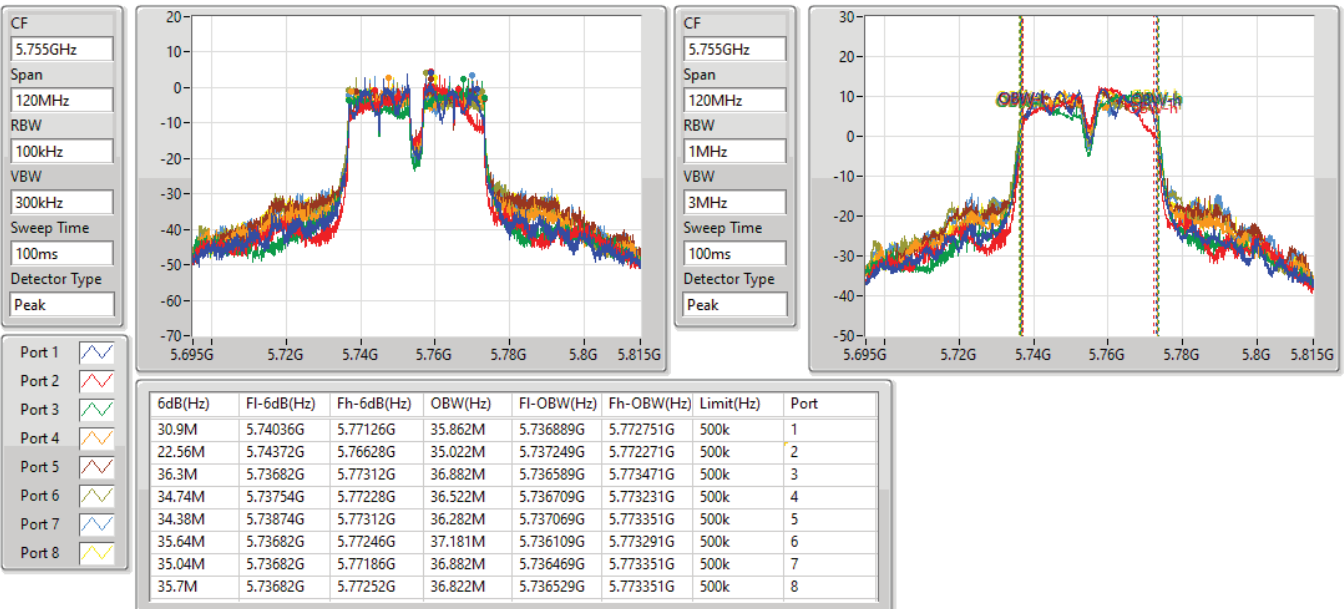 CF
5.755GHz
Span
120MHz
RBW
100kHz
VBW
300kHz
Sweep Time
100ms
Detector Type
Peak
20
10
0
-10
-20
-30
-40
-50
-60
-70
5.695G 5.72G 5.74G 5.76G 5.78G 5.8G 5.815G
CF
5.755GHz
Span
120MHz
RBW
1MHz
VBW
3MHz
Sweep Time
100ms
Detector Type
Peak
30
20
10
0
-10
-20
-30
-40
-50
5.695G 5.72G 5.74G 5.76G 5.78G 5.8G 5.815G
Port 1
Port 2
Port 3
Port 4
Port 5
Port 6
Port 7
Port 8
6dB(Hz) Fl-6dB(Hz) Fh-6dB(Hz) OBW(Hz) Fl-OBW(Hz) Fh-OBW(Hz) Limit(Hz) Port
30.9M 5.74036G 5.77126G 35.862M 5.736889G 5.772751G 500k 1
22.56M 5.74372G 5.76628G 35.022M 5.737249G 5.772271G 500k 2
36.3M 5.73682G 5.77312G 36.882M 5.736589G 5.773471G 500k 3
34.74M 5.73754G 5.77228G 36.522M 5.736709G 5.773231G 500k 4
34.38M 5.73874G 5.77312G 36.282M 5.737069G 5.773351G 500k 5
35.64M 5.73682G 5.77246G 37.181M 5.736109G 5.773291G 500k 6
35.04M 5.73682G 5.77186G 36.882M 5.736469G 5.773351G 500k 7
35.7M 5.73682G 5.77252G 36.822M 5.736529G 5.773351G 500k 8